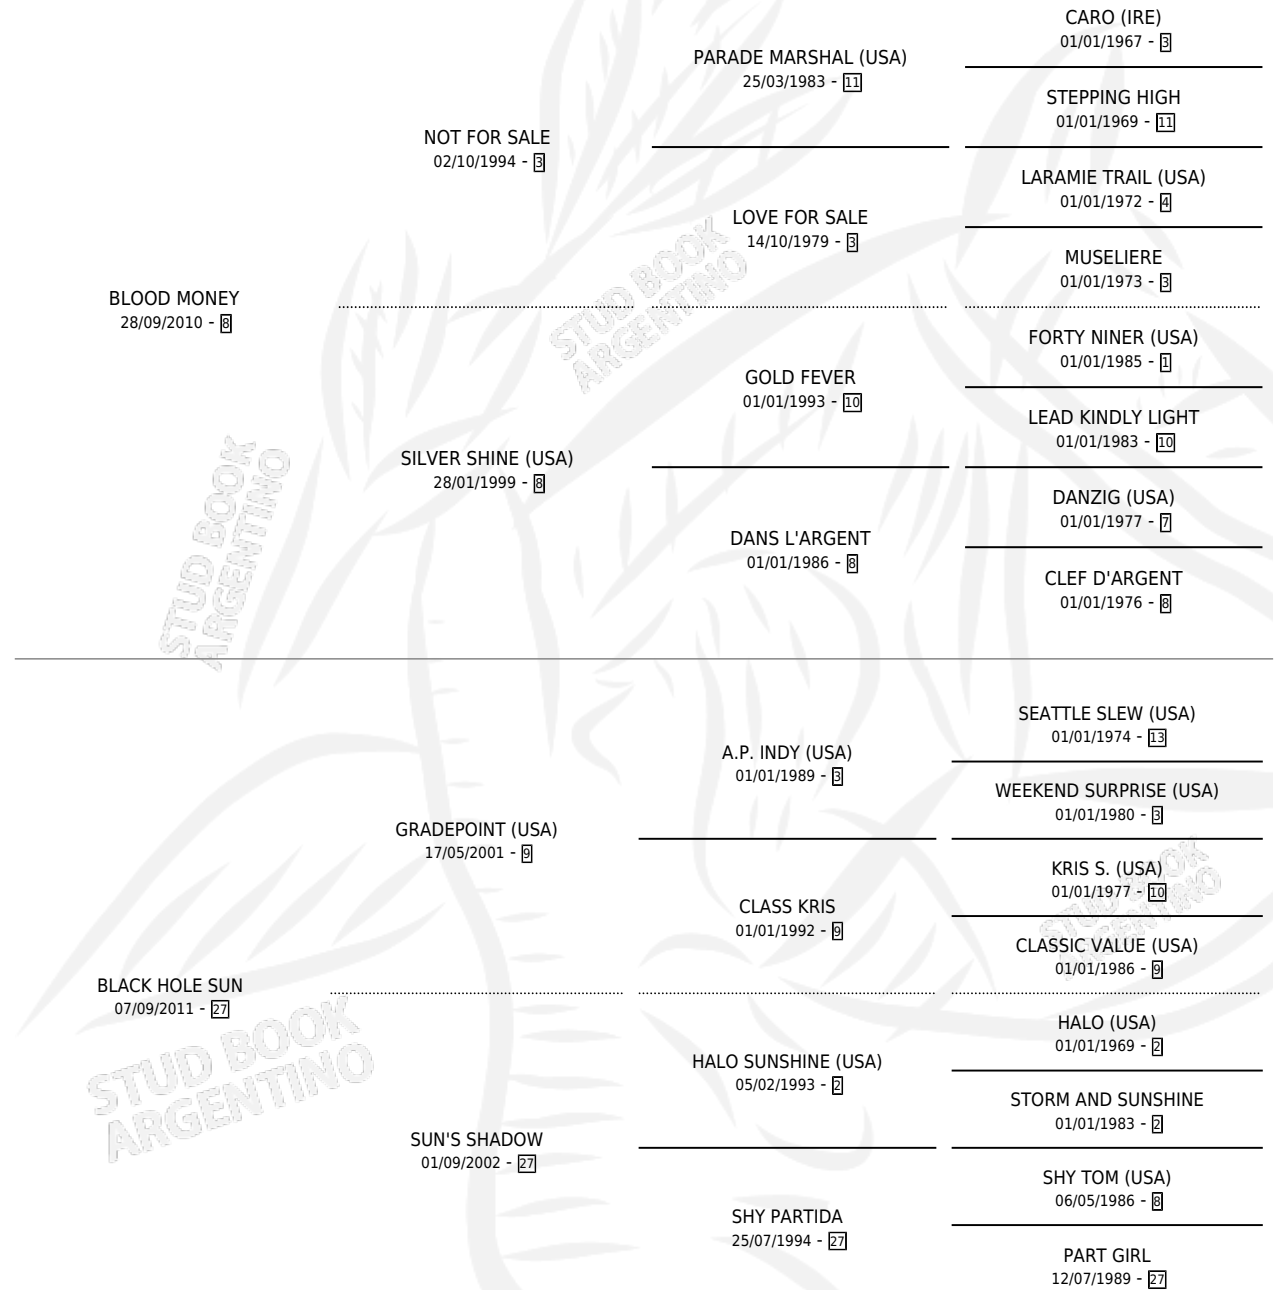 CARO (IRE)
01/01/1967 - 3
PARADE MARSHAL (USA)
25/03/1983 - 11
STEPPING HIGH
01/01/1969 - 11
NOT FOR SALE
02/10/1994 - 3
LARAMIE TRAIL (USA)
01/01/1972 - 4
LOVE FOR SALE
14/10/1979 - 3
MUSELIERE
01/01/1973 - 3
BLOOD MONEY
28/09/2010 - 8
FORTY NINER (USA)
01/01/1985 - 1
GOLD FEVER
01/01/1993 - 10
LEAD KINDLY LIGHT
01/01/1983 - 10
SILVER SHINE (USA)
28/01/1999 - 8
DANZIG (USA)
01/01/1977 - 7
DANS L'ARGENT
01/01/1986 - 8
CLEF D'ARGENT
01/01/1976 - 8
STUD BOOK
ARGENTINO
STUD BOOK
ARGENTINO
SEATTLE SLEW (USA)
01/01/1974 - 13
A.P. INDY (USA)
01/01/1989 - 3
WEEKEND SURPRISE (USA)
01/01/1980 - 3
GRADEPOINT (USA)
17/05/2001 - 9
KRIS S. (USA)
01/01/1977 - 10
CLASS KRIS
01/01/1992 - 9
CLASSIC VALUE (USA)
01/01/1986 - 9
BLACK HOLE SUN
07/09/2011 - 27
HALO (USA)
01/01/1969 - 2
HALO SUNSHINE (USA)
05/02/1993 - 2
STORM AND SUNSHINE
01/01/1983 - 2
SUN'S SHADOW
01/09/2002 - 27
SHY TOM (USA)
06/05/1986 - 8
SHY PARTIDA
25/07/1994 - 27
PART GIRL
12/07/1989 - 27
STUD BOOK
ARGENTINO
STUD BOOK
ARGENTINO